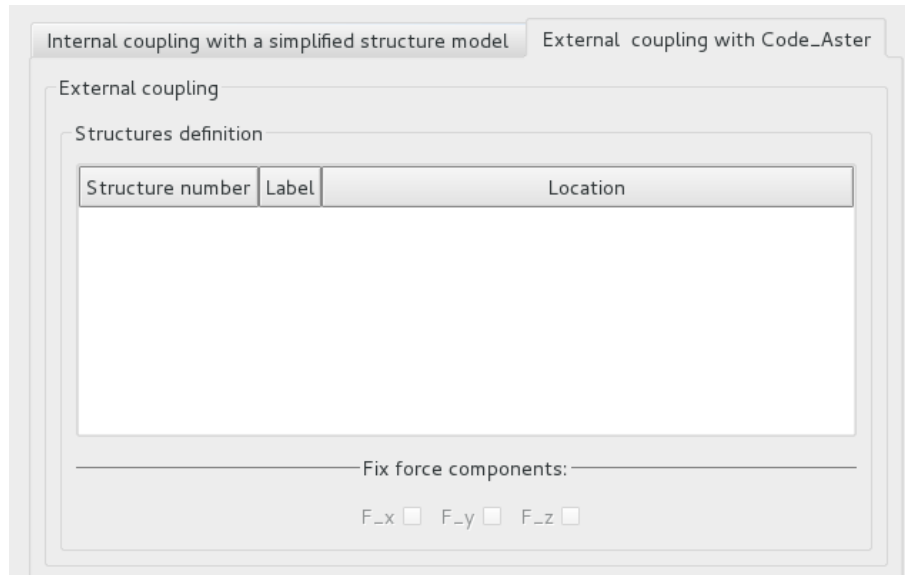 Internal coupling with a simplified structure model External  coupling with Code_Aster
External coupling
Structures definition
Structure number Label Location
Fix force components:
F_x F_y F_z